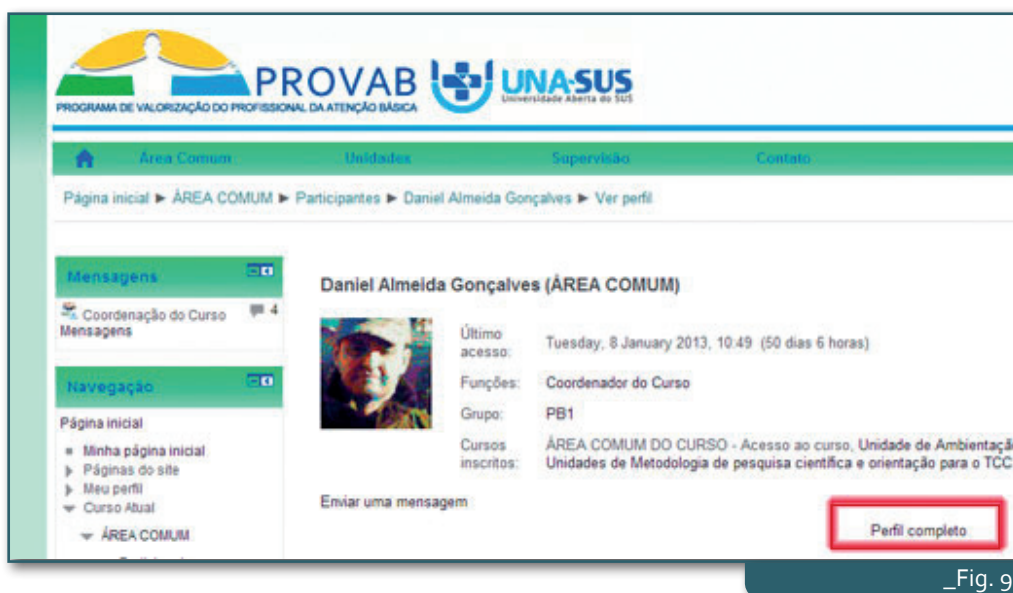 PROVAB
PROGRAMA DE VALORIZAÇÃO DO PROFISSIONAL DA ATENÇÃO BÁSICA
UNA-SUS
Universidade Aberta do SUS
Área Comum Unidades Supervisão Contato
Página inicial ► ÁREA COMUM ► Participantes ► Daniel Almeida Gonçalves ► Ver perfil
Mensagens
Coordenação do Curso 4
Mensagens
Navegação
Página inicial
Minha página inicial
Páginas do site
Meu perfil
Curso Atual
ÁREA COMUM
Daniel Almeida Gonçalves (ÁREA COMUM)
Último acesso: Tuesday, 8 January 2013, 10:49 (50 dias 6 horas)
Funções: Coordenador do Curso
Grupo: PB1
Cursos inscritos: ÁREA COMUM DO CURSO - Acesso ao curso, Unidade de Ambientação
Unidades de Metodologia de pesquisa científica e orientação para o TCC
Enviar uma mensagem
Perfil completo
_Fig. 9